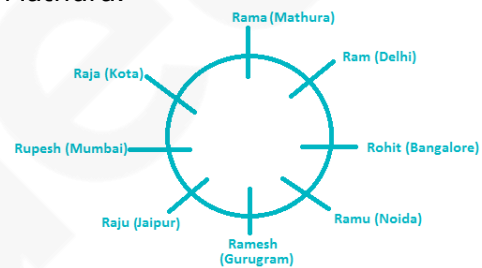 Rama (Mathura)
Ram (Delhi)
Raja (Kota)
Rupesh (Mumbai)
Rohit (Bangalore)
Raju (Jaipur)
Ramu (Noida)
Ramesh
(Gurugram)